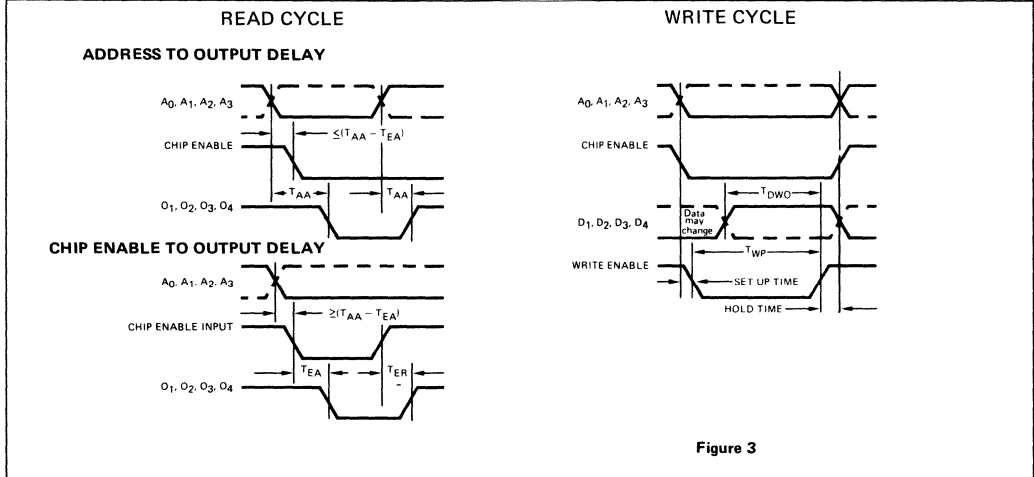 READ CYCLE
ADDRESS TO OUTPUT DELAY
A0, A1, A2, A3
≤(TAA – TEA)
CHIP ENABLE
TAA
TAA
O1, O2, O3, O4
CHIP ENABLE TO OUTPUT DELAY
A0, A1, A2, A3
≥(TAA – TEA)
CHIP ENABLE INPUT
TEA
TER
O1, O2, O3, O4
WRITE CYCLE
A0, A1, A2, A3
CHIP ENABLE
TDWO
D1, D2, D3, D4
Data
may
change
TWP
WRITE ENABLE
SET UP TIME
HOLD TIME
Figure 3